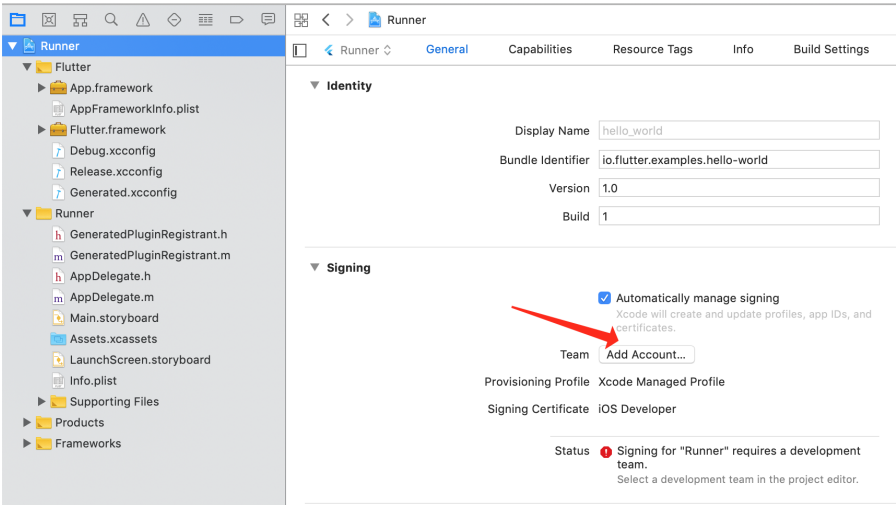 Runner
Runner
General
Capabilities
Resource Tags
Info
Build Settings
Runner
Flutter
App.framework
AppFrameworkInfo.plist
Flutter.framework
Debug.xcconfig
Release.xcconfig
Generated.xcconfig
Runner
GeneratedPluginRegistrant.h
GeneratedPluginRegistrant.m
AppDelegate.h
AppDelegate.m
Main.storyboard
Assets.xcassets
LaunchScreen.storyboard
Info.plist
Supporting Files
Products
Frameworks
Identity
Display Name hello_world
Bundle Identifier io.flutter.examples.hello-world
Version 1.0
Build 1
Signing
Automatically manage signing
Xcode will create and update profiles, app IDs, and
certificates.
Team Add Account...
Provisioning Profile Xcode Managed Profile
Signing Certificate iOS Developer
Status Signing for "Runner" requires a development
team.
Select a development team in the project editor.